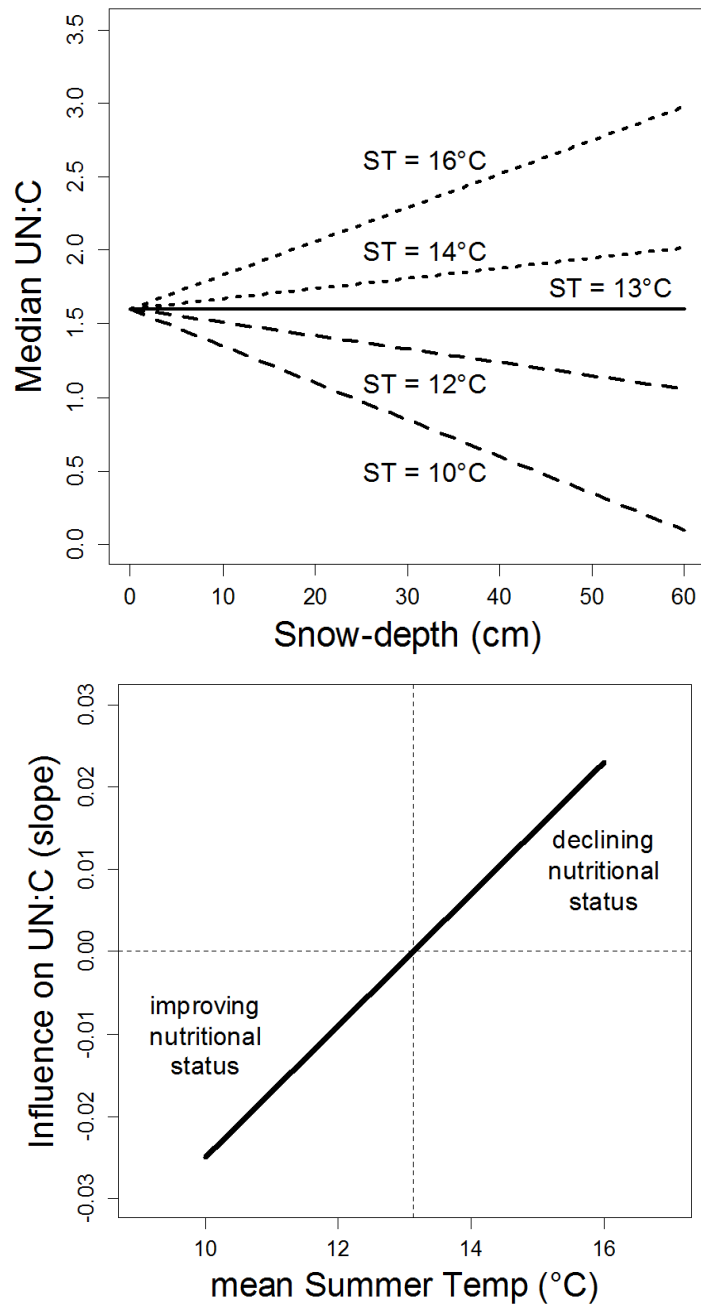 3.5
3.0
2.5
2.0
1.5
1.0
0.5
0.0
Median UN:C
ST = 16°C
ST = 14°C
ST = 13°C
ST = 12°C
ST = 10°C
0 10 20 30 40 50 60
Snow-depth (cm)
0.03
0.02
0.01
0.00
-0.01
-0.02
-0.03
Influence on UN:C (slope)
declining
nutritional
status
improving
nutritional
status
10 12 14 16
mean Summer Temp (°C)